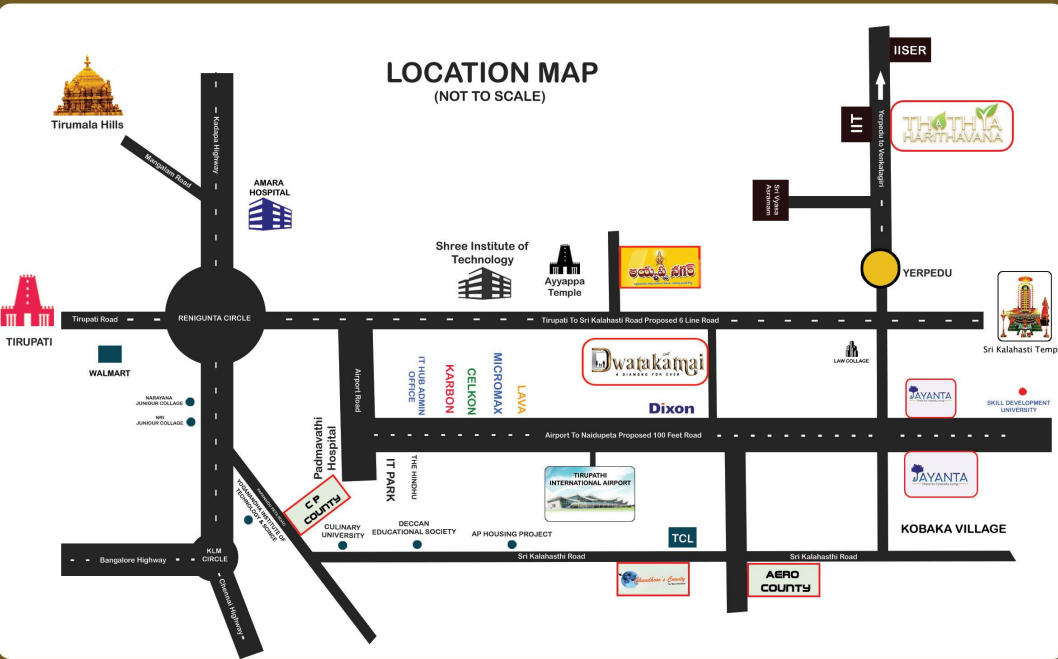 LOCATION MAP
(NOT TO SCALE)
Tirumala Hills
Mangalam Road
Kadapa Highway
AMARA
HOSPITAL
IISER
IIT
THATHYA
HARITHAVANA
Yerpedu to Venkatagiri
Sri Vyasa
Asramam
YERPEDU
Shree Institute of
Technology
Ayyappa
Temple
అయ్యప్ప నగర్
TIRUPATI
Tirupati Road
RENIGUNTA CIRCLE
Tirupati To Sri Kalahasti Road Proposed 6 Line Road
Sri Kalahasti Temp
WALMART
NARAYANA
JUNIOUR COLLAGE
NRI
JUNIOUR COLLAGE
Airport Road
IT HUB ADMIN
OFFICE
KARBON
CELKON
MICROMAX
LAVA
Dwarakamai
A DIAMOND FOR EVER
Dixon
LAW COLLAGE
JAYANTA
SKILL DEVELOPMENT
UNIVERSITY
Airport To Naidupeta Proposed 100 Feet Road
Padmavathi
Hospital
IT PARK
THE HINDHU
TIRUPATHI
INTERNATIONAL AIRPORT
JAYANTA
KOBAKA VILLAGE
YOGANANDHA INSTITUTE OF
TECHNOLOGY & SCINCE
C P
COUNTY
CULINARY
UNIVERSITY
DECCAN
EDUCATIONAL SOCIETY
AP HOUSING PROJECT
TCL
Sri Kalahasthi Road
Sri Kalahasthi Road
Bangalore Highway
KLM
CIRCLE
Chennai Highway
AERO
COUNTY